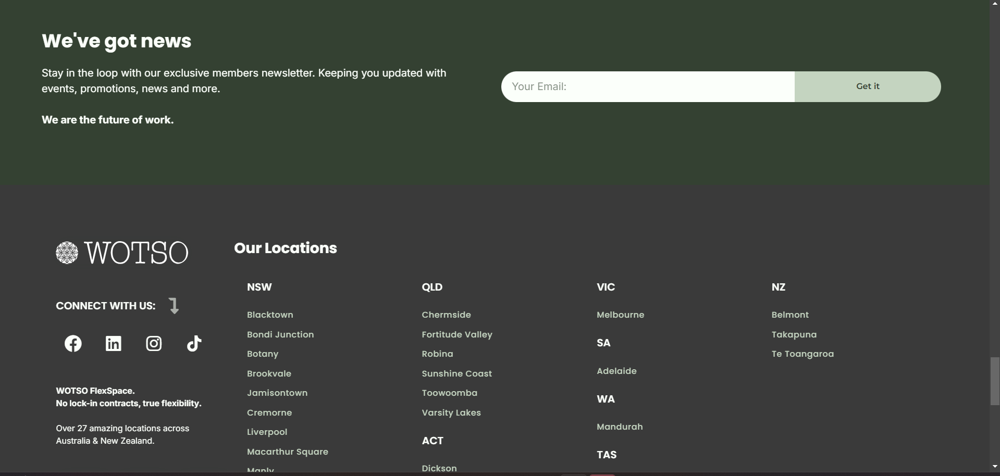 We've got news
Stay in the loop with our exclusive members newsletter. Keeping you updated with
events, promotions, news and more.
We are the future of work.
Your Email:
Get it
WOTSO
CONNECT WITH US:
WOTSO FlexSpace.
No lock-in contracts, true flexibility.
Over 27 amazing locations across
Australia & New Zealand.
Our Locations
NSW
Blacktown
Bondi Junction
Botany
Brookvale
Jamisontown
Cremorne
Liverpool
Macarthur Square
Manly
QLD
Chermside
Fortitude Valley
Robina
Sunshine Coast
Toowoomba
Varsity Lakes
ACT
Dickson
VIC
Melbourne
SA
Adelaide
WA
Mandurah
TAS
NZ
Belmont
Takapuna
Te Toangaroa